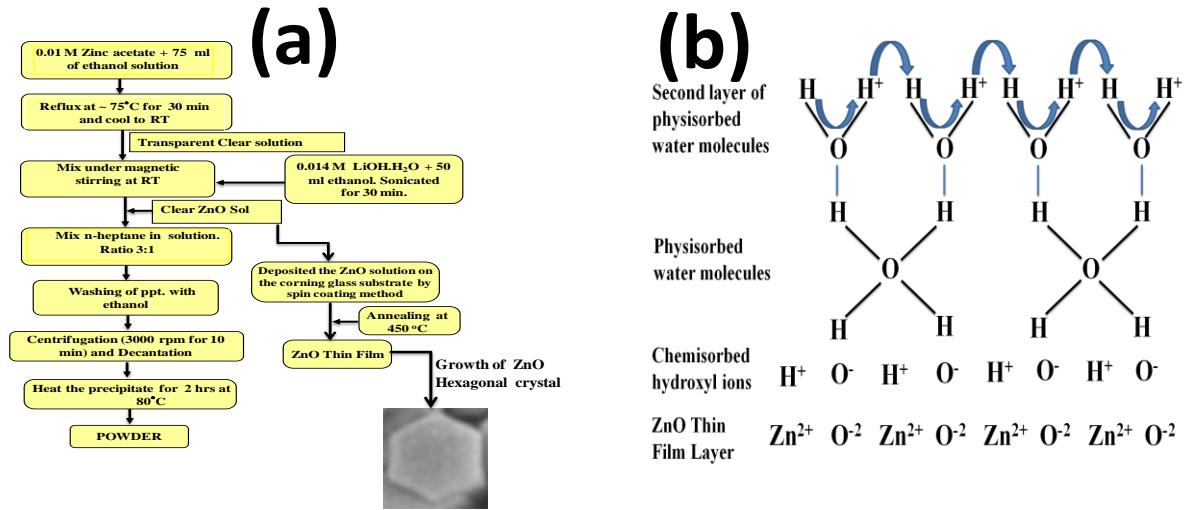 (a)
0.01 M Zinc acetate + 75 ml
of ethanol solution
Reflux at ~ 75°C for 30 min
and cool to RT
Transparent Clear solution
Mix under magnetic
stirring at RT
0.014 M LiOH.H₂O + 50
ml ethanol. Sonicated
for 30 min.
Clear ZnO Sol
Mix n-heptane in solution.
Ratio 3:1
Washing of ppt. with
ethanol
Centrifugation (3000 rpm for 10
min) and Decantation
Heat the precipitate for 2 hrs at
80°C
POWDER
Deposited the ZnO solution on
the corning glass substrate by
spin coating method
Annealing at
450 °C
ZnO Thin Film
Growth of ZnO
Hexagonal crystal
(b)
Second layer of
physisorbed
water molecules
H H⁺ H H⁺ H H⁺ H H⁺
O O O O
H H H H
Physisorbed
water molecules
O O
H H H H
Chemisorbed
hydroxyl ions
H⁺ O⁻ H⁺ O⁻ H⁺ O⁻ H⁺ O⁻
ZnO Thin
Film Layer
Zn²⁺ O⁻² Zn²⁺ O⁻² Zn²⁺ O⁻² Zn²⁺ O⁻²